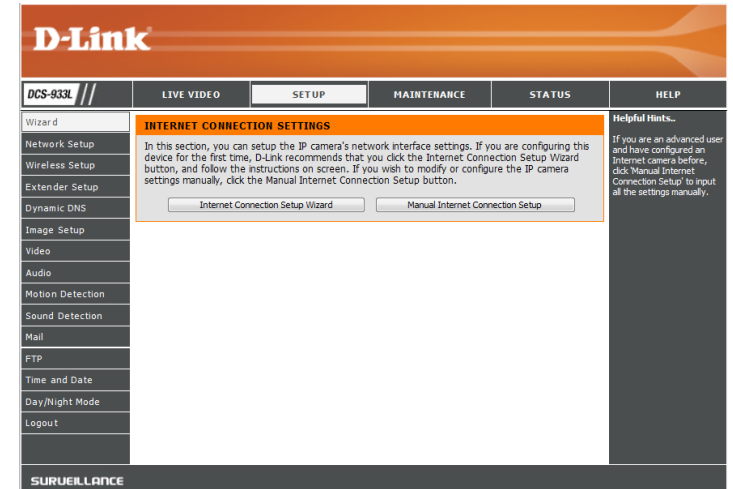 D-Link
DCS-933L
LIVE VIDEO
SETUP
MAINTENANCE
STATUS
HELP
Wizard
Network Setup
Wireless Setup
Extender Setup
Dynamic DNS
Image Setup
Video
Audio
Motion Detection
Sound Detection
Mail
FTP
Time and Date
Day/Night Mode
Logout
INTERNET CONNECTION SETTINGS
In this section, you can setup the IP camera's network interface settings. If you are configuring this
device for the first time, D-Link recommends that you click the Internet Connection Setup Wizard
button, and follow the instructions on screen. If you wish to modify or configure the IP camera
settings manually, click the Manual Internet Connection Setup button.
Internet Connection Setup Wizard
Manual Internet Connection Setup
Helpful Hints..
If you are an advanced user
and have configured an
Internet camera before,
click 'Manual Internet
Connection Setup' to input
all the settings manually.
SURVEILLANCE